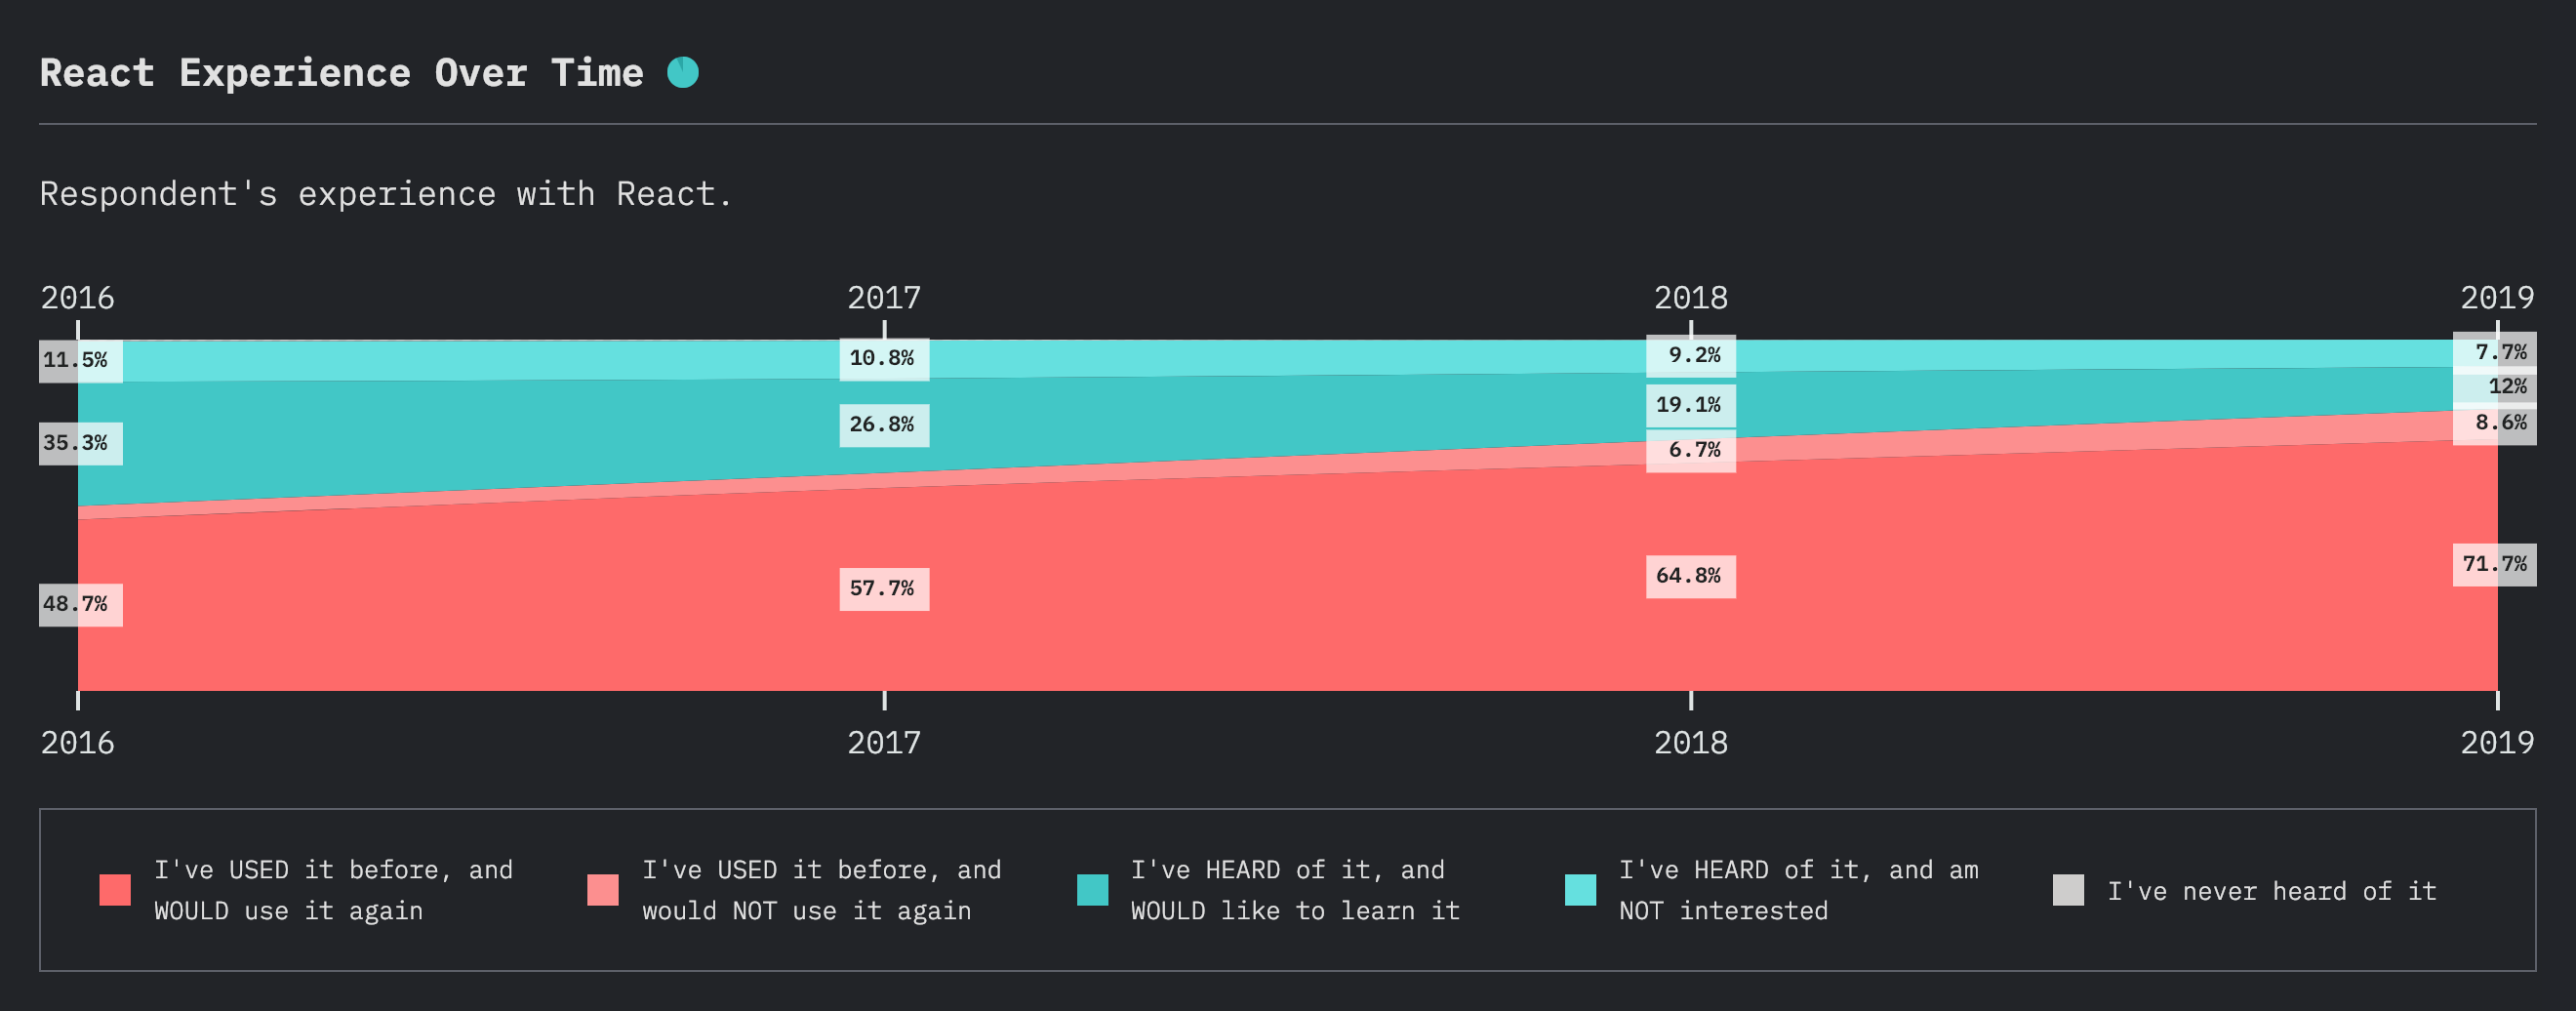 React Experience Over Time
Respondent's experience with React.
2016 2017 2018 2019
11.5% 10.8% 9.2% 7.7%
35.3% 26.8% 19.1% 12%
6.7% 8.6%
48.7% 57.7% 64.8% 71.7%
2016 2017 2018 2019
I've USED it before, and
WOULD use it again
I've USED it before, and
would NOT use it again
I've HEARD of it, and
WOULD like to learn it
I've HEARD of it, and am
NOT interested
I've never heard of it